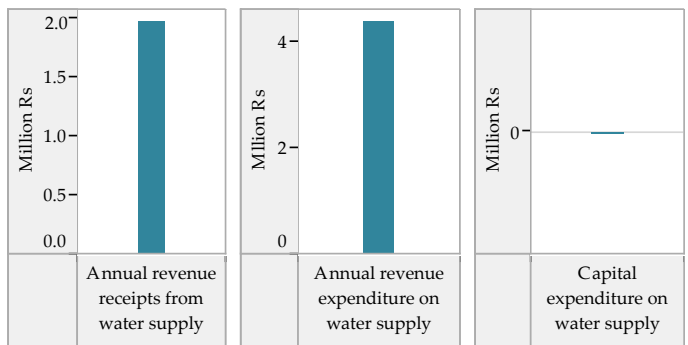 Million Rs
2.0
1.5
1.0
0.5
0.0
Annual revenue
receipts from
water supply
Mllion Rs
4
2
0
Annual revenue
expenditure on
water supply
Million Rs
0
Capital
expenditure on
water supply